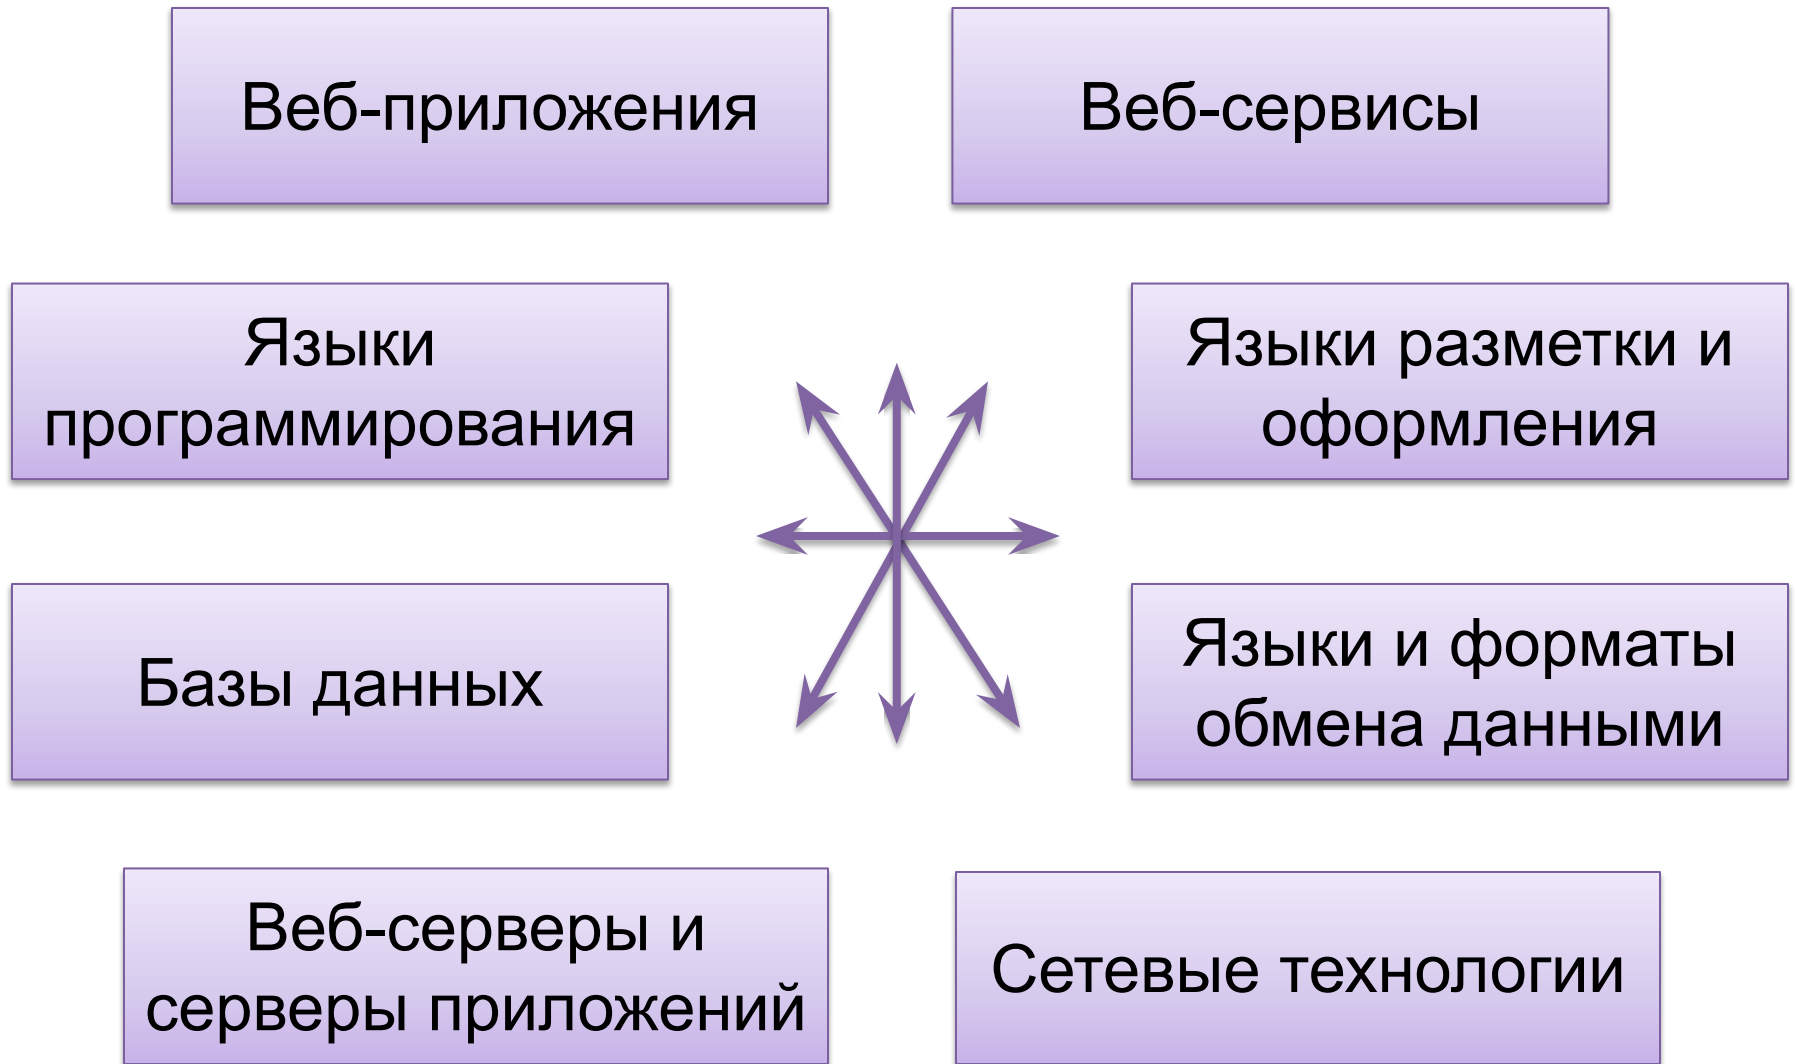 Веб-приложения
Веб-сервисы
Языки
программирования
Языки разметки и
оформления
Базы данных
Языки и форматы
обмена данными
Веб-серверы и
серверы приложений
Сетевые технологии